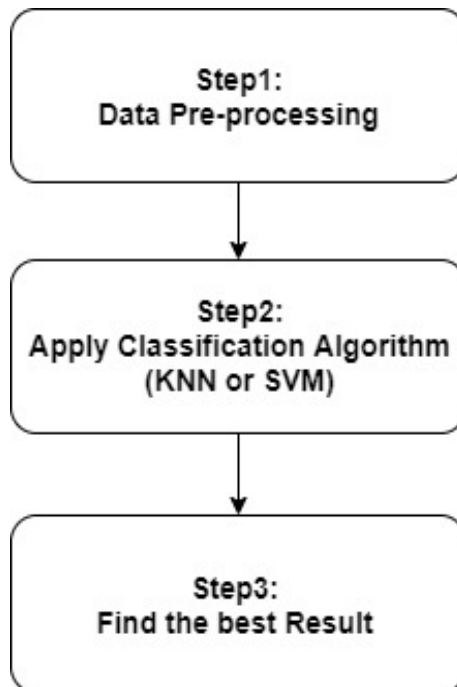 Step1:
Data Pre-processing
Step2:
Apply Classification Algorithm
(KNN or SVM)
Step3:
Find the best Result